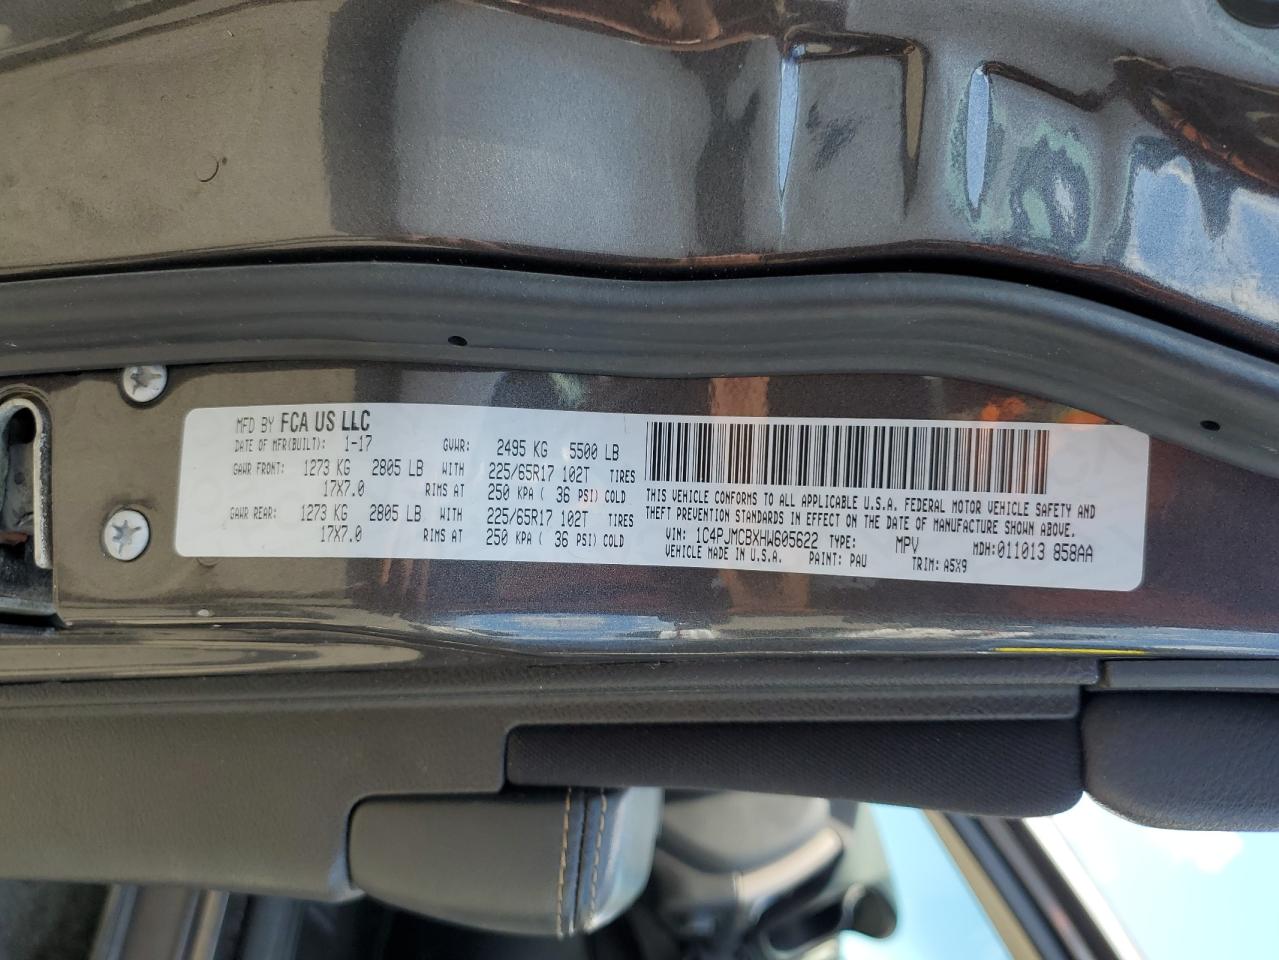 MFD BY FCA US LLC
DATE OF MFR(BUILT): 1-17 GVWR: 2495 KG 5500 LB
GAWR FRONT: 1273 KG 2805 LB WITH 225/65R17 102T TIRES
17X7.0 RIMS AT 250 KPA ( 36 PSI) COLD
GAWR REAR: 1273 KG 2805 LB WITH 225/65R17 102T TIRES
17X7.0 RIMS AT 250 KPA ( 36 PSI) COLD
THIS VEHICLE CONFORMS TO ALL APPLICABLE U.S.A. FEDERAL MOTOR VEHICLE SAFETY AND
THEFT PREVENTION STANDARDS IN EFFECT ON THE DATE OF MANUFACTURE SHOWN ABOVE.
VIN: 1C4PJMCBXHW605622 TYPE: MPV MDH:011013 858AA
VEHICLE MADE IN U.S.A. PAINT: PAU TRIM: A5X9